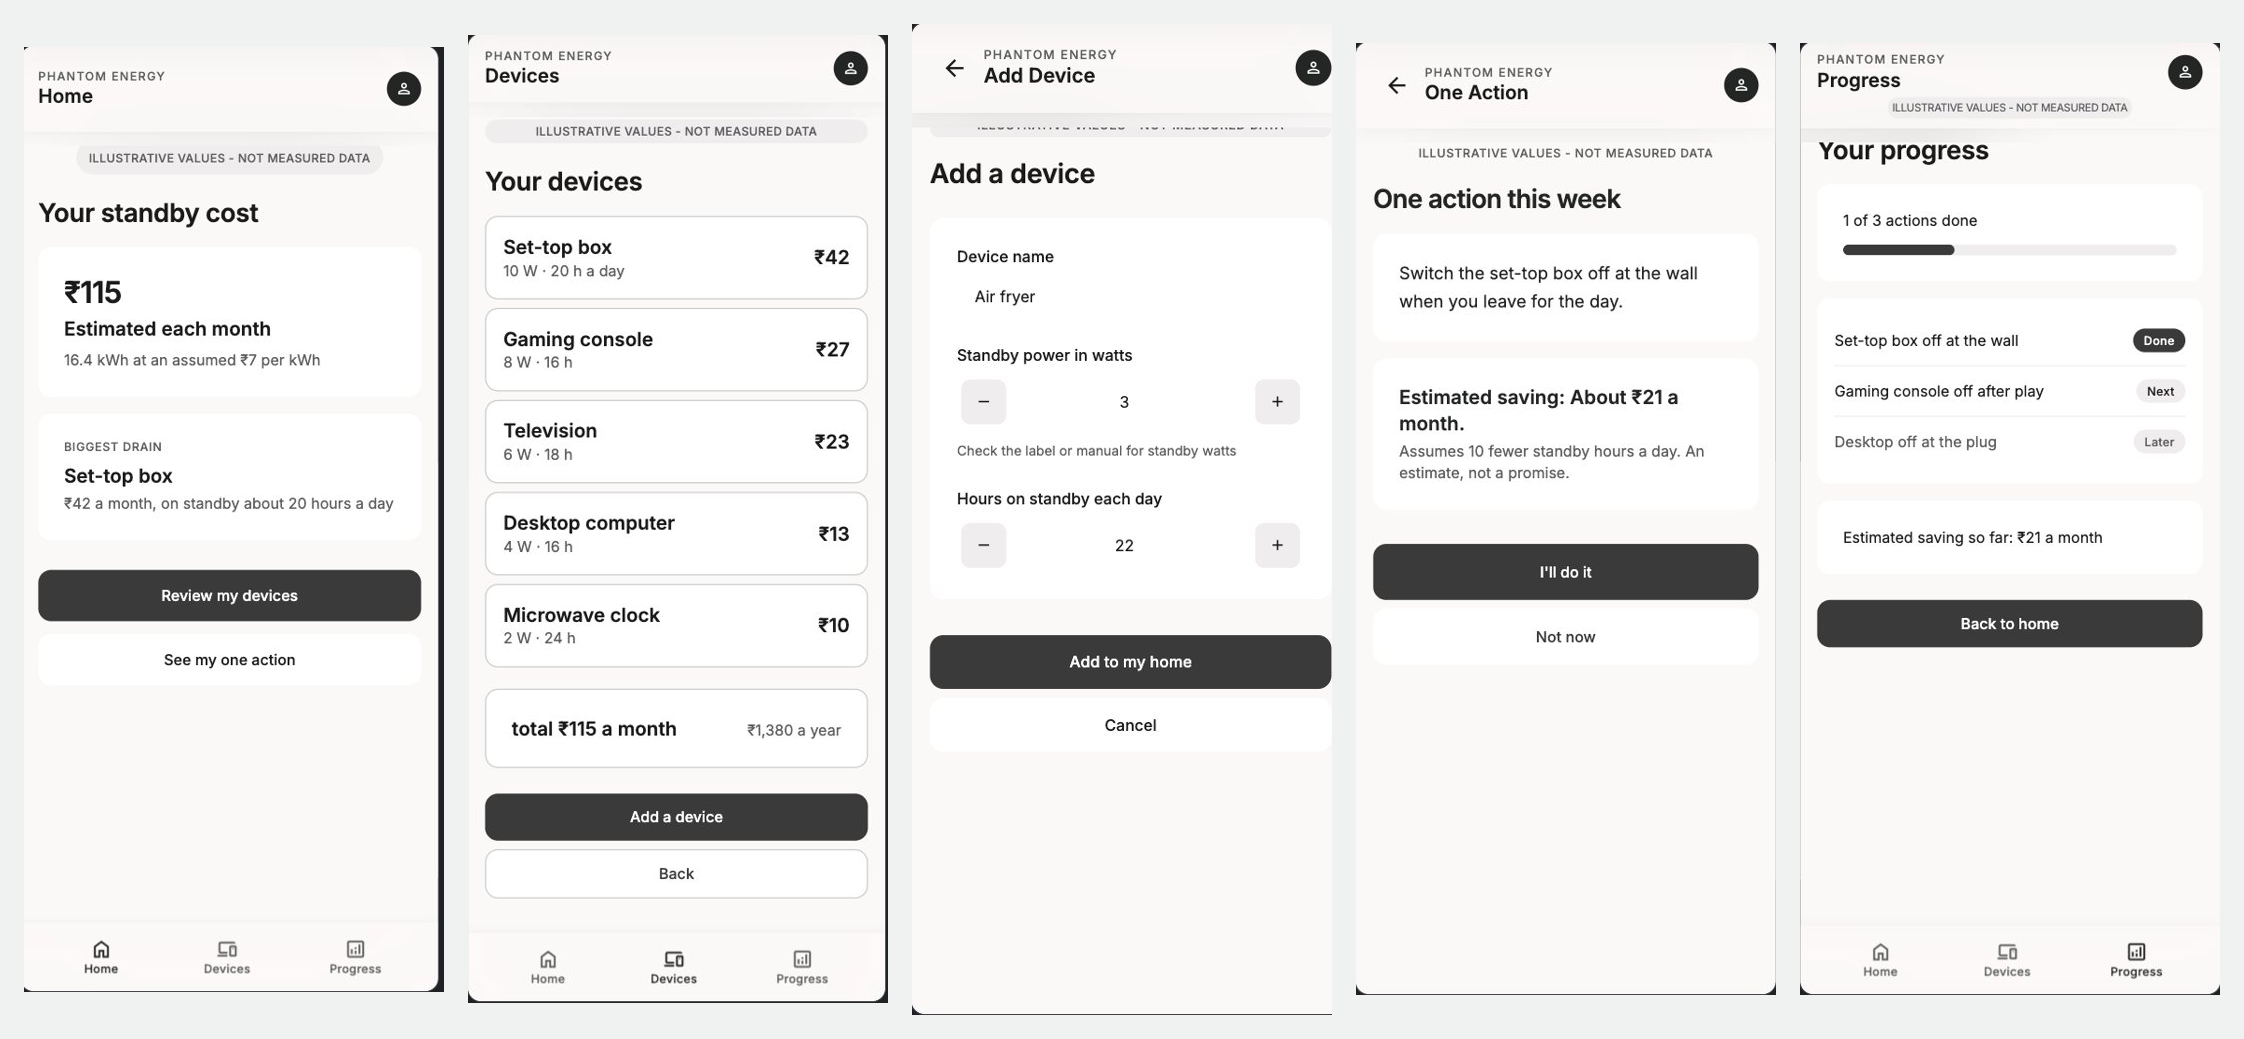 PHANTOM ENERGY
Home
ILLUSTRATIVE VALUES - NOT MEASURED DATA
Your standby cost
₹115
Estimated each month
16.4 kWh at an assumed ₹7 per kWh
BIGGEST DRAIN
Set-top box
₹42 a month, on standby about 20 hours a day
Review my devices
See my one action
Home
Devices
Progress
PHANTOM ENERGY
Devices
ILLUSTRATIVE VALUES - NOT MEASURED DATA
Your devices
Set-top box
10 W · 20 h a day
₹42
Gaming console
8 W · 16 h
₹27
Television
6 W · 18 h
₹23
Desktop computer
4 W · 16 h
₹13
Microwave clock
2 W · 24 h
₹10
total ₹115 a month
₹1,380 a year
Add a device
Back
Home
Devices
Progress
PHANTOM ENERGY
Add Device
ILLUSTRATIVE VALUES - NOT MEASURED DATA
Add a device
Device name
Air fryer
Standby power in watts
− 3 +
Check the label or manual for standby watts
Hours on standby each day
− 22 +
Add to my home
Cancel
PHANTOM ENERGY
One Action
ILLUSTRATIVE VALUES - NOT MEASURED DATA
One action this week
Switch the set-top box off at the wall
when you leave for the day.
Estimated saving: About ₹21 a
month.
Assumes 10 fewer standby hours a day. An
estimate, not a promise.
I'll do it
Not now
PHANTOM ENERGY
Progress
ILLUSTRATIVE VALUES - NOT MEASURED DATA
Your progress
1 of 3 actions done
Set-top box off at the wall
Done
Gaming console off after play
Next
Desktop off at the plug
Later
Estimated saving so far: ₹21 a month
Back to home
Home
Devices
Progress